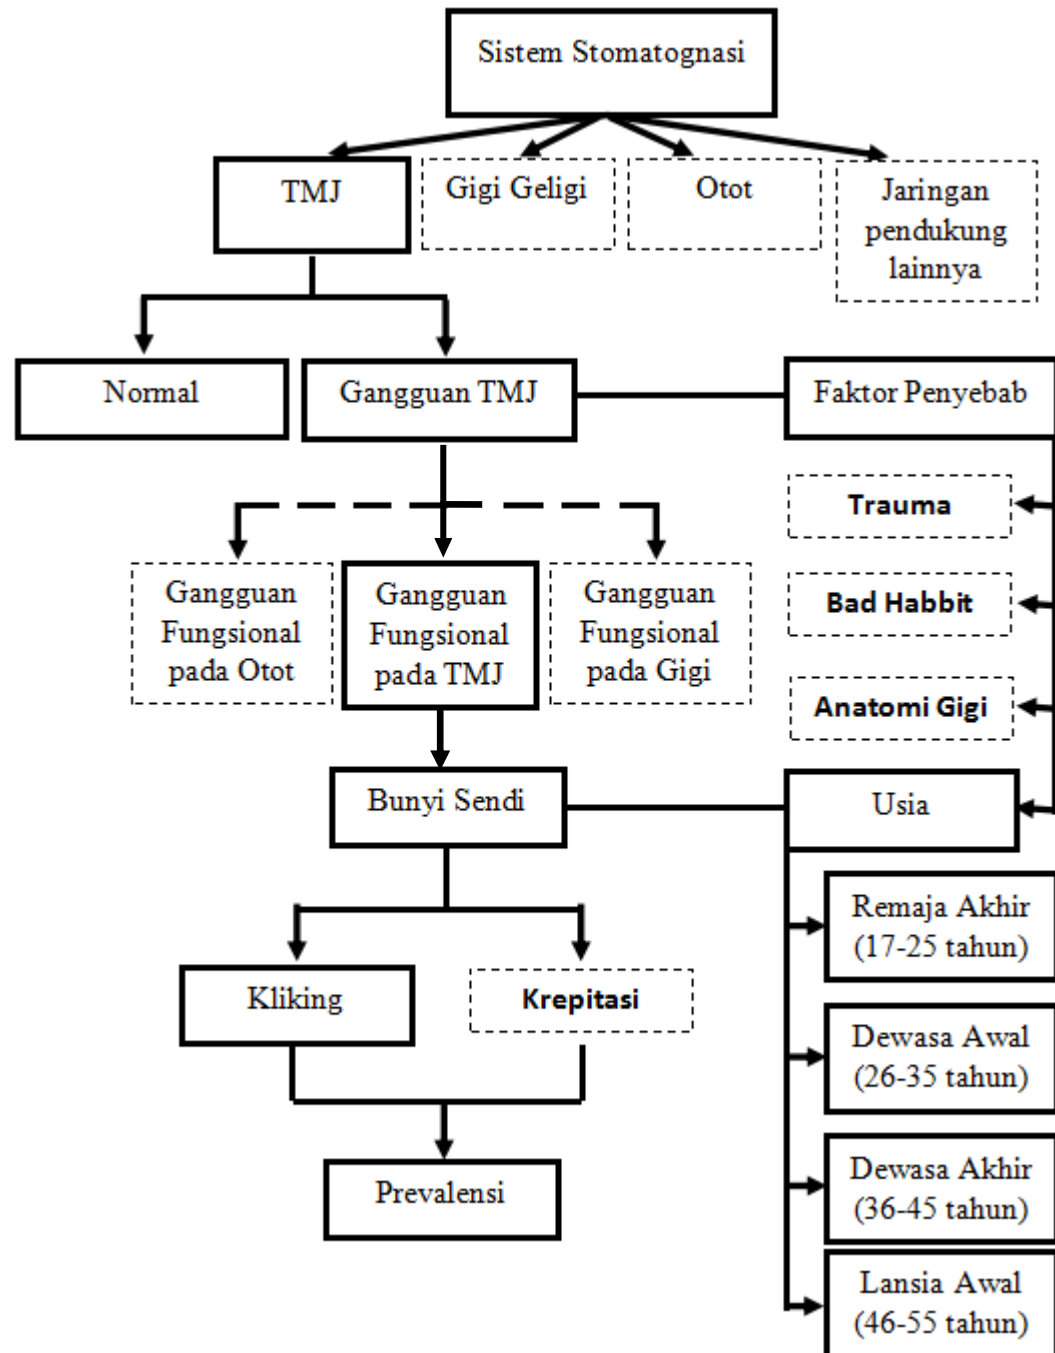 Sistem Stomatognasi
TMJ
Gigi Geligi
Otot
Jaringan
pendukung
lainnya
Normal
Gangguan TMJ
Faktor Penyebab
Trauma
Bad Habbit
Anatomi Gigi
Gangguan
Fungsional
pada Otot
Gangguan
Fungsional
pada TMJ
Gangguan
Fungsional
pada Gigi
Bunyi Sendi
Usia
Remaja Akhir
(17-25 tahun)
Dewasa Awal
(26-35 tahun)
Dewasa Akhir
(36-45 tahun)
Lansia Awal
(46-55 tahun)
Kliking
Krepitasi
Prevalensi